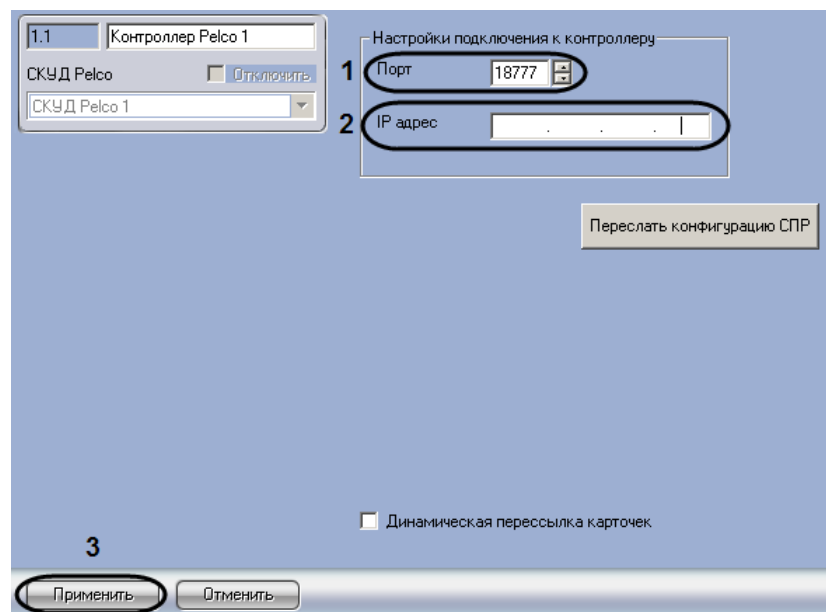 1.1 Контроллер Pelco 1
СКУД Pelco Отключить
СКУД Pelco 1
Настройки подключения к контроллеру
1 Порт 18777
2 IP адрес . . .
Переслать конфигурацию СПР
Динамическая перессылка карточек
3
Применить Отменить